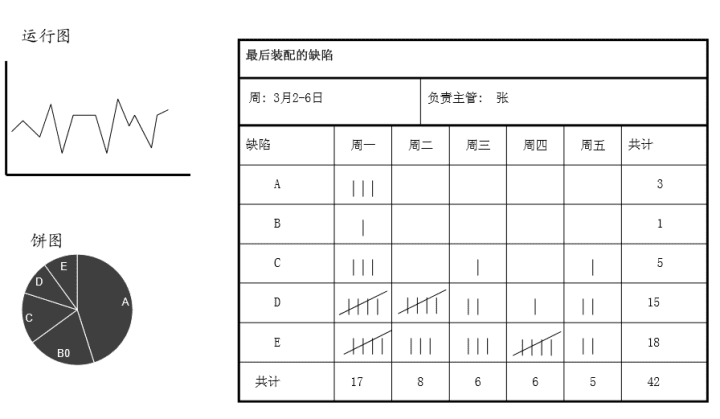 运行图
饼图
E
D
A
C
B0
最后装配的缺陷
周: 3月2-6日 负责主管: 张
缺陷 周一 周二 周三 周四 周五 共计
A 3
B 1
C 5
D 15
E 18
共计 17 8 6 6 5 42